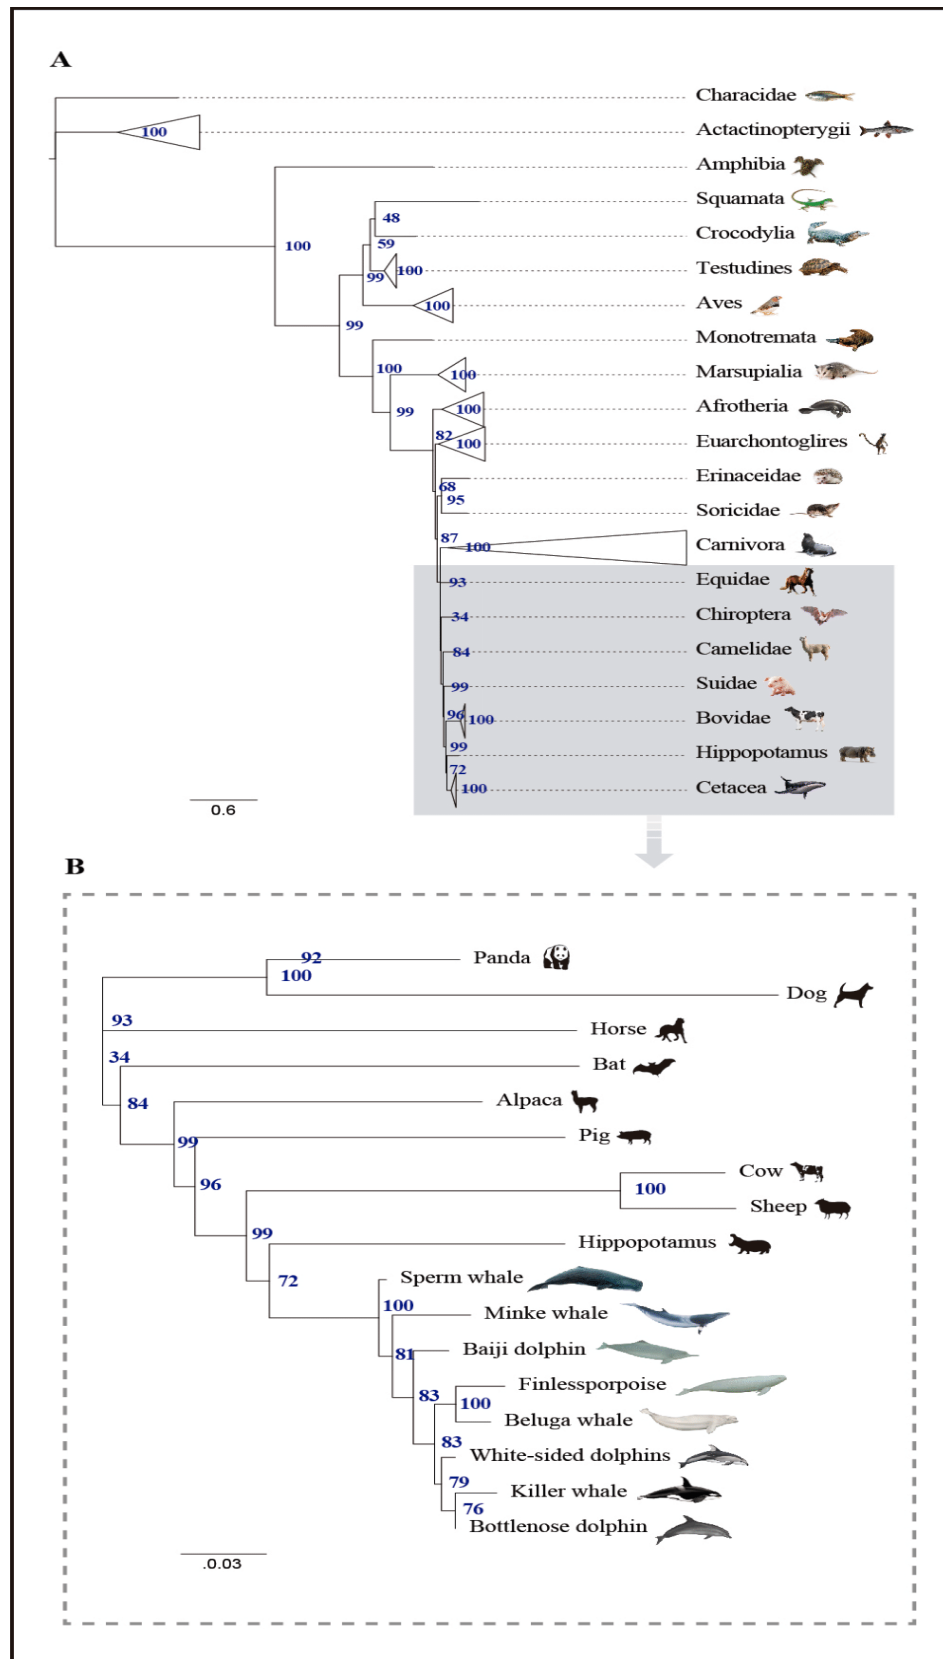 A
Characidae
100
Actactinopterygii
Amphibia
Squamata
48
Crocodylia
100
59
99
100
Testudines
100
Aves
99
Monotremata
100
100
Marsupialia
99
100
Afrotheria
82
100
Euarchontoglires
68
Erinaceidae
95
Soricidae
87
100
Carnivora
93
Equidae
34
Chiroptera
84
Camelidae
99
Suidae
96
100
Bovidae
99
Hippopotamus
72
100
Cetacea
0.6
B
92
Panda
100
Dog
93
Horse
34
Bat
84
Alpaca
99
Pig
96
Cow
100
Sheep
99
Hippopotamus
72
Sperm whale
100
Minke whale
81
Baiji dolphin
83
Finlessporpoise
100
Beluga whale
83
White-sided dolphins
79
Killer whale
76
Bottlenose dolphin
.0.03